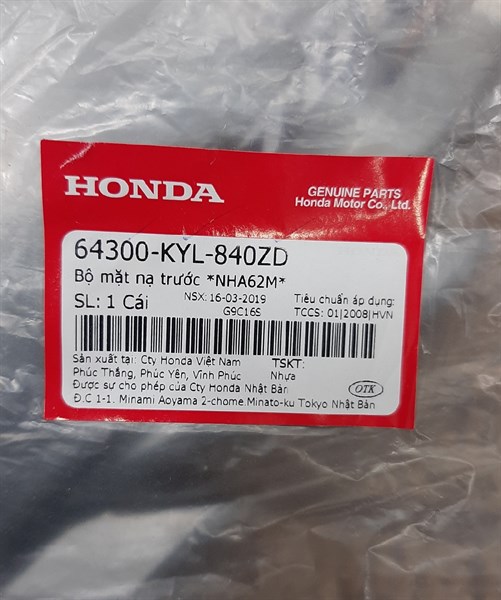 HONDA
GENUINE PARTS
Honda Motor Co., Ltd.
64300-KYL-840ZD
Bộ mặt nạ trước *NHA62M*
SL: 1 Cái
NSX: 16-03-2019
G9C16S
Tiêu chuẩn áp dụng:
TCCS: 01|2008|HVN
Sản xuất tại: Cty Honda Việt Nam
Phúc Thắng, Phúc Yên, Vĩnh Phúc
TSKT:
Nhựa
Được sự cho phép của Cty Honda Nhật Bản
Đ.C 1-1. Minami Aoyama 2-chome.Minato-ku Tokyo Nhật Bản
OTK